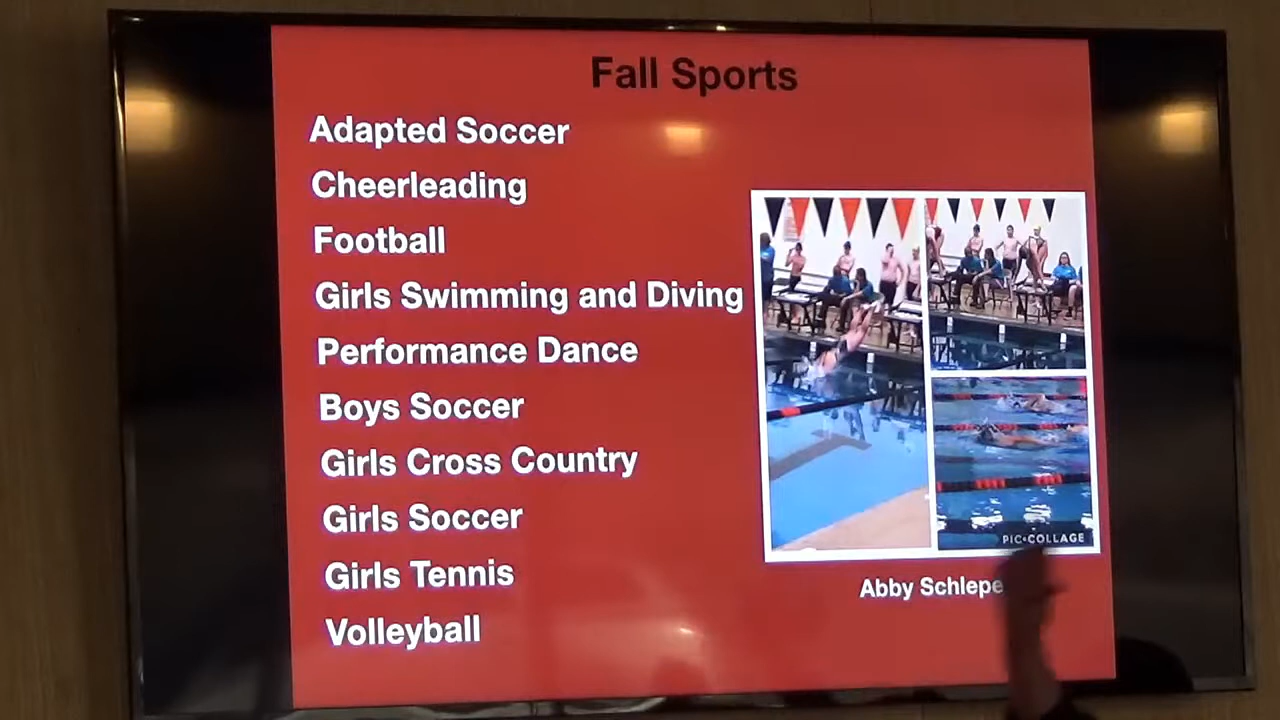 Fall Sports
Adapted Soccer
Cheerleading
Football
Girls Swimming and Diving
Performance Dance
Boys Soccer
Girls Cross Country
Girls Soccer
Girls Tennis
Volleyball
PIC•COLLAGE
Abby